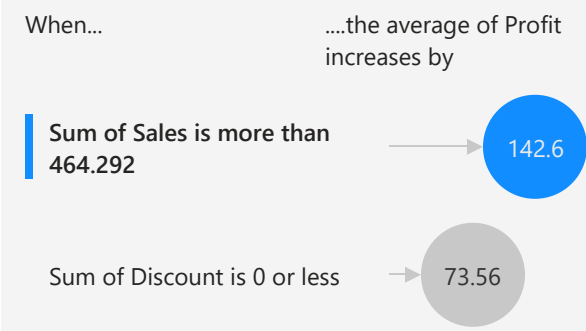 When...
....the average of Profit
increases by
Sum of Sales is more than
464.292
142.6
Sum of Discount is 0 or less
73.56